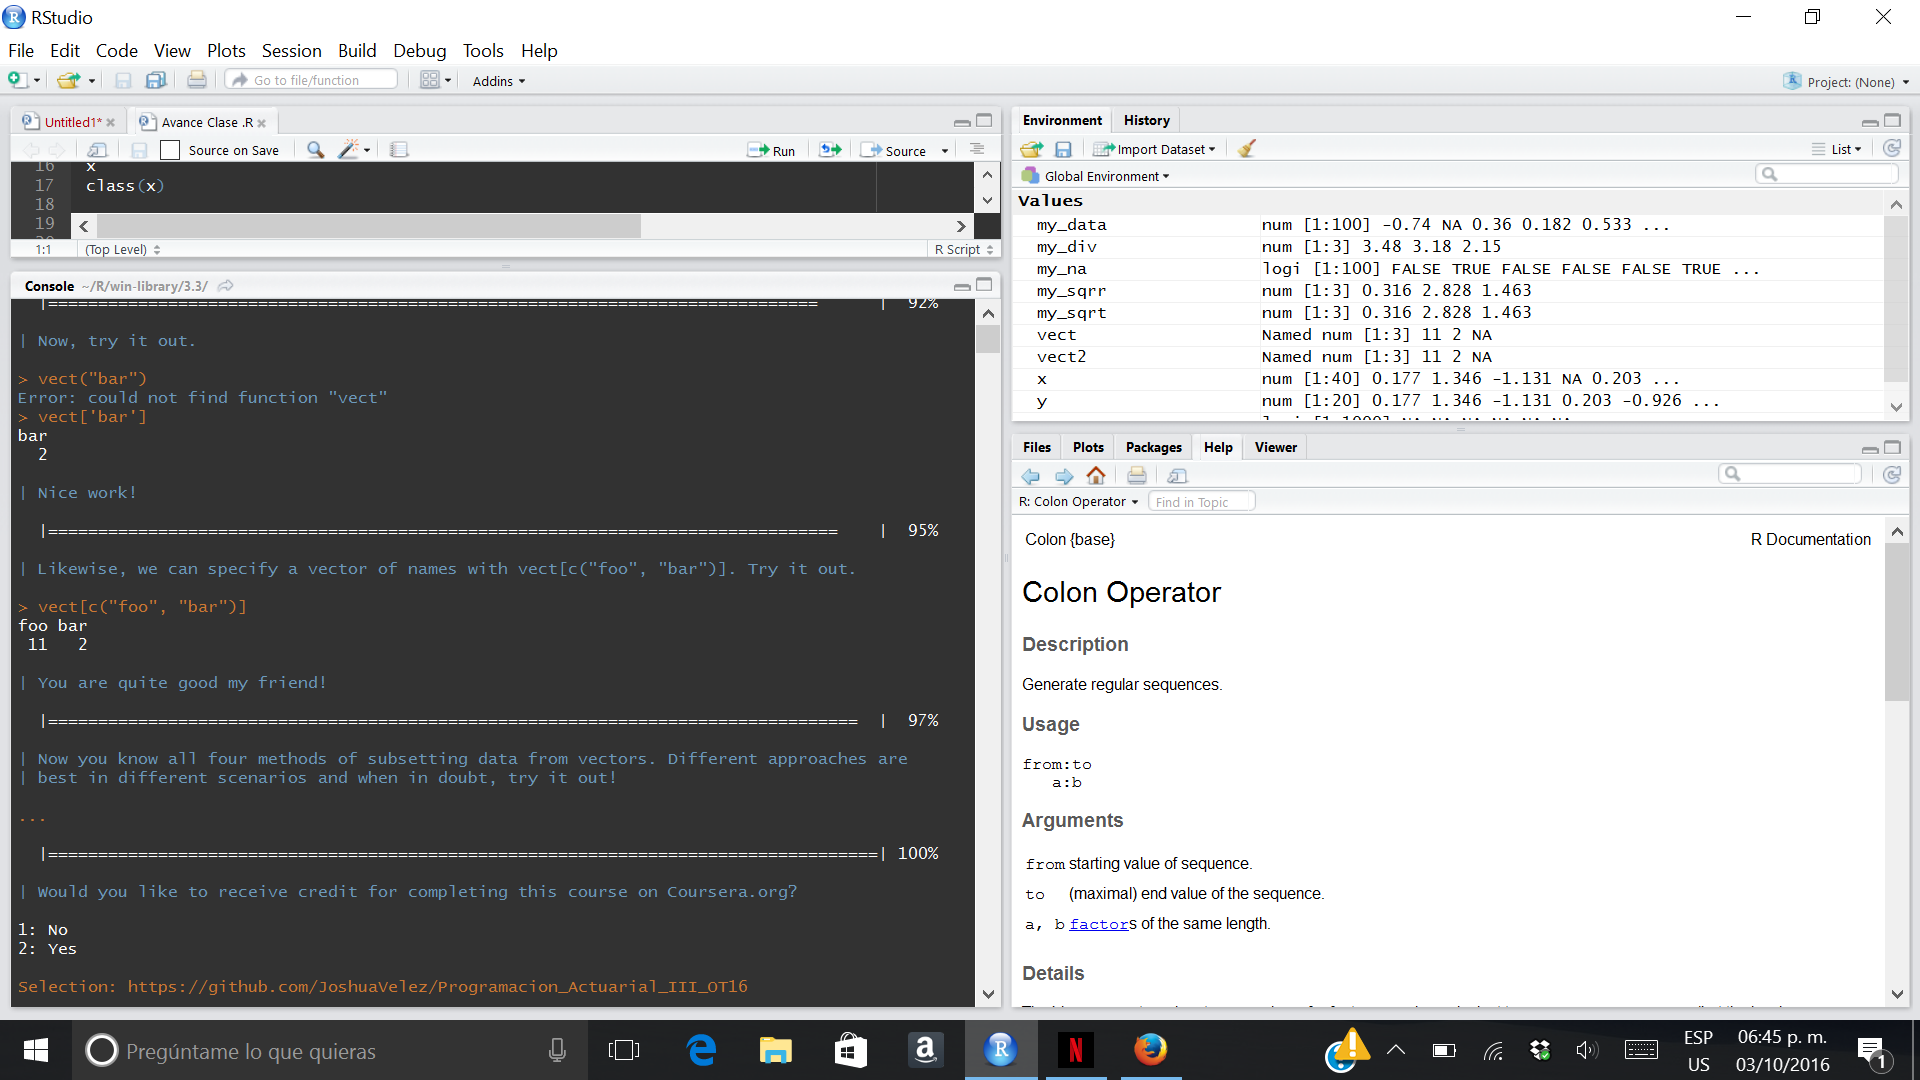 RStudio
File Edit Code View Plots Session Build Debug Tools Help
Go to file/function Addins Project: (None)
Untitled1* Avance Clase .R
Source on Save Run Source
16 x
17 class(x)
18
19
1:1 (Top Level) R Script
Console ~/R/win-library/3.3/
|============================================================================= | 92%
| Now, try it out.
> vect("bar")
Error: could not find function "vect"
> vect['bar']
bar
2
| Nice work!
|=============================================================================== | 95%
| Likewise, we can specify a vector of names with vect[c("foo", "bar")]. Try it out.
> vect[c("foo", "bar")]
foo bar
11 2
| You are quite good my friend!
|================================================================================= | 97%
| Now you know all four methods of subsetting data from vectors. Different approaches are
| best in different scenarios and when in doubt, try it out!
...
|===================================================================================| 100%
| Would you like to receive credit for completing this course on Coursera.org?
1: No
2: Yes
Selection: https://github.com/JoshuaVelez/Programacion_Actuarial_III_OT16
Environment History
Import Dataset List
Global Environment
Values
my_data num [1:100] -0.74 NA 0.36 0.182 0.533 ...
my_div num [1:3] 3.48 3.18 2.15
my_na logi [1:100] FALSE TRUE FALSE FALSE FALSE TRUE ...
my_sqrr num [1:3] 0.316 2.828 1.463
my_sqrt num [1:3] 0.316 2.828 1.463
vect Named num [1:3] 11 2 NA
vect2 Named num [1:3] 11 2 NA
x num [1:40] 0.177 1.346 -1.131 NA 0.203 ...
y num [1:20] 0.177 1.346 -1.131 0.203 -0.926 ...
Files Plots Packages Help Viewer
R: Colon Operator Find in Topic
Colon {base} R Documentation
Colon Operator
Description
Generate regular sequences.
Usage
from:to
a:b
Arguments
from starting value of sequence.
to (maximal) end value of the sequence.
a, b factors of the same length.
Details
Pregúntame lo que quieras
ESP 06:45 p. m.
US 03/10/2016
1